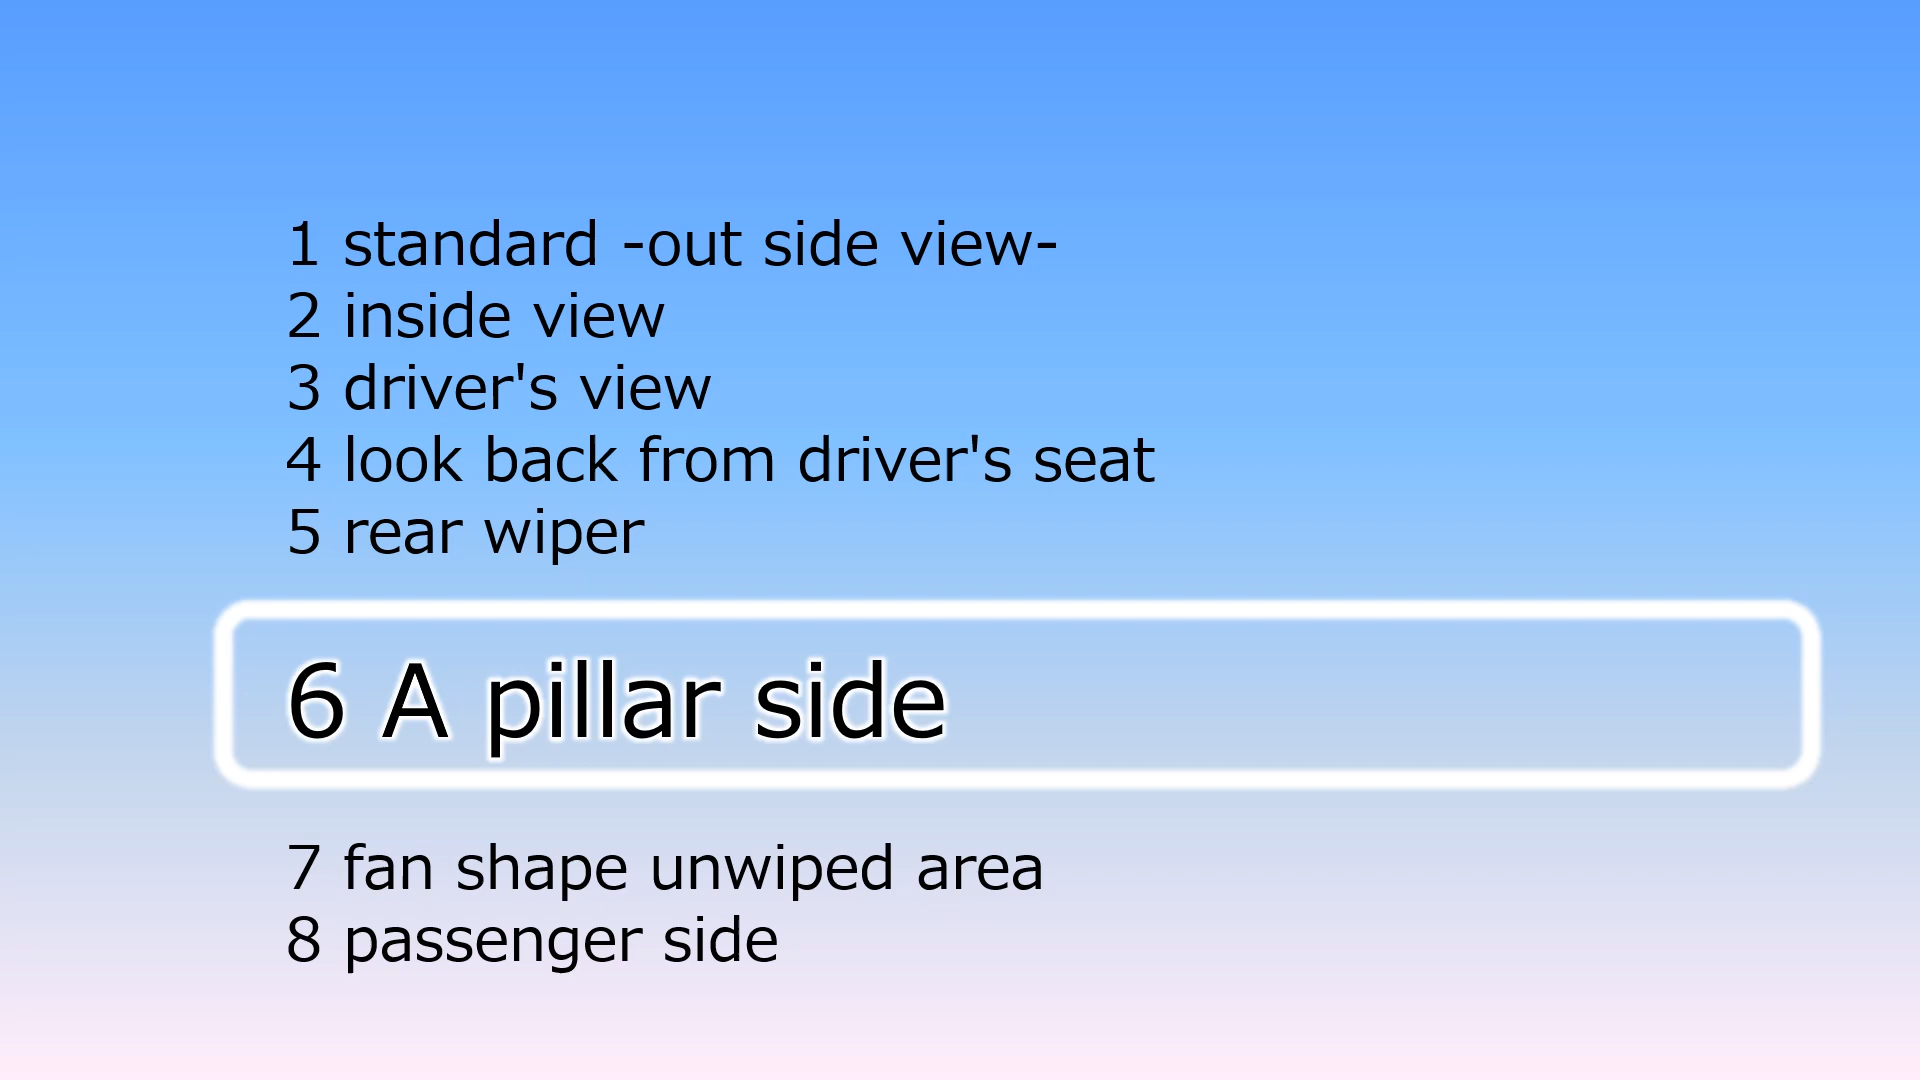 1 standard -out side view-
2 inside view
3 driver's view
4 look back from driver's seat
5 rear wiper
6 A pillar side
7 fan shape unwiped area
8 passenger side